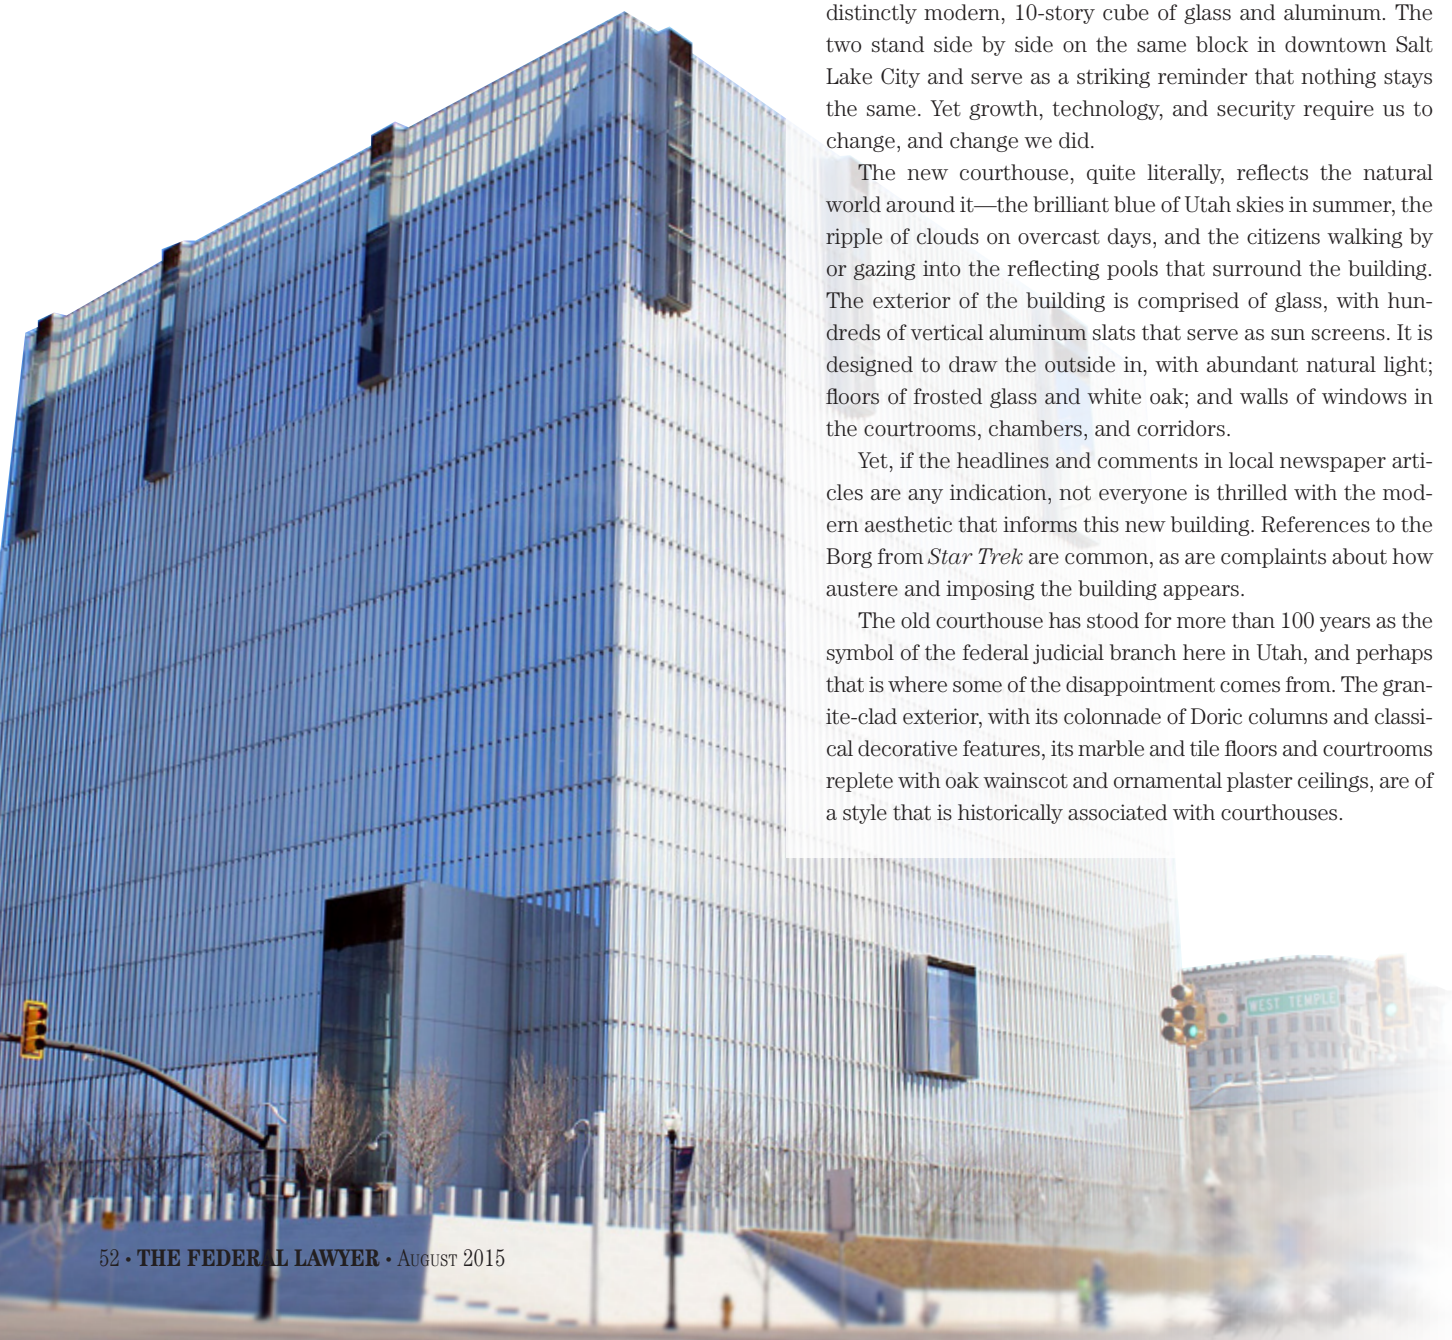 distinctly modern, 10-story cube of glass and aluminum. The
two stand side by side on the same block in downtown Salt
Lake City and serve as a striking reminder that nothing stays
the same. Yet growth, technology, and security require us to
change, and change we did.
The new courthouse, quite literally, reflects the natural
world around it—the brilliant blue of Utah skies in summer, the
ripple of clouds on overcast days, and the citizens walking by
or gazing into the reflecting pools that surround the building.
The exterior of the building is comprised of glass, with hun-
dreds of vertical aluminum slats that serve as sun screens. It is
designed to draw the outside in, with abundant natural light;
floors of frosted glass and white oak; and walls of windows in
the courtrooms, chambers, and corridors.
Yet, if the headlines and comments in local newspaper arti-
cles are any indication, not everyone is thrilled with the mod-
ern aesthetic that informs this new building. References to the
Borg from Star Trek are common, as are complaints about how
austere and imposing the building appears.
The old courthouse has stood for more than 100 years as the
symbol of the federal judicial branch here in Utah, and perhaps
that is where some of the disappointment comes from. The gran-
ite-clad exterior, with its colonnade of Doric columns and classi-
cal decorative features, its marble and tile floors and courtrooms
replete with oak wainscot and ornamental plaster ceilings, are of
a style that is historically associated with courthouses.
WEST TEMPLE
52 • THE FEDERAL LAWYER • August 2015